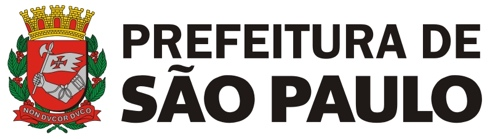 PREFEITURA DE
SÃO PAULO
NON DVCOR DVCO